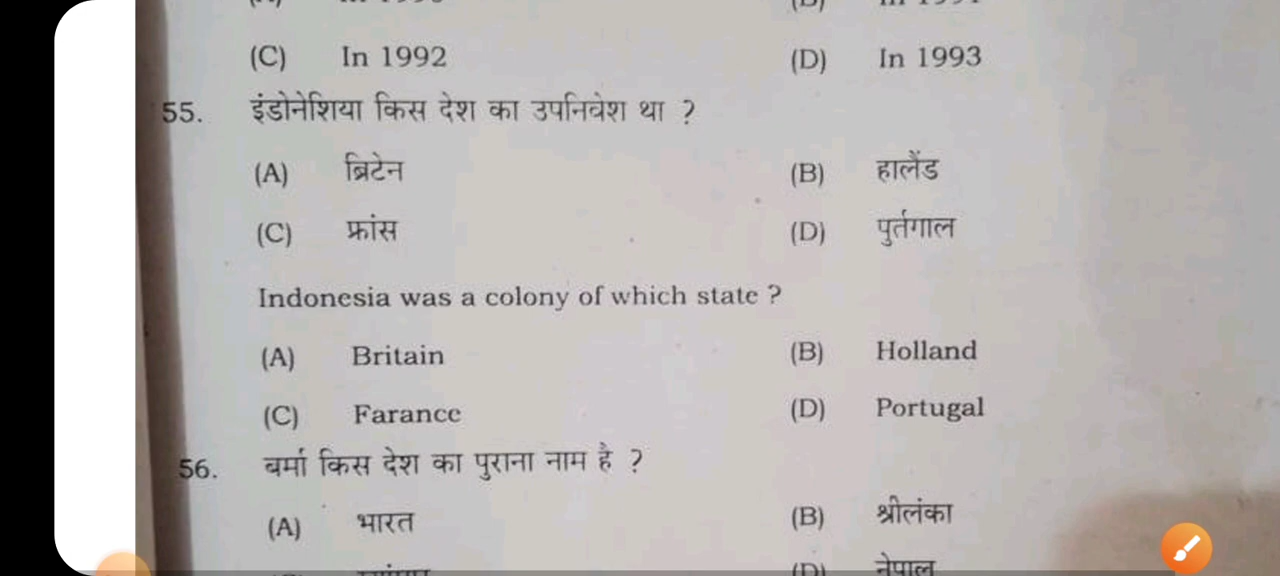 (C) In 1992 (D) In 1993
55. इंडोनेशिया किस देश का उपनिवेश था ?
(A) ब्रिटेन (B) हालैंड
(C) फ्रांस (D) पुर्तगाल
Indonesia was a colony of which state ?
(A) Britain (B) Holland
(C) Farance (D) Portugal
56. बर्मा किस देश का पुराना नाम है ?
(A) भारत (B) श्रीलंका
(D) नेपाल